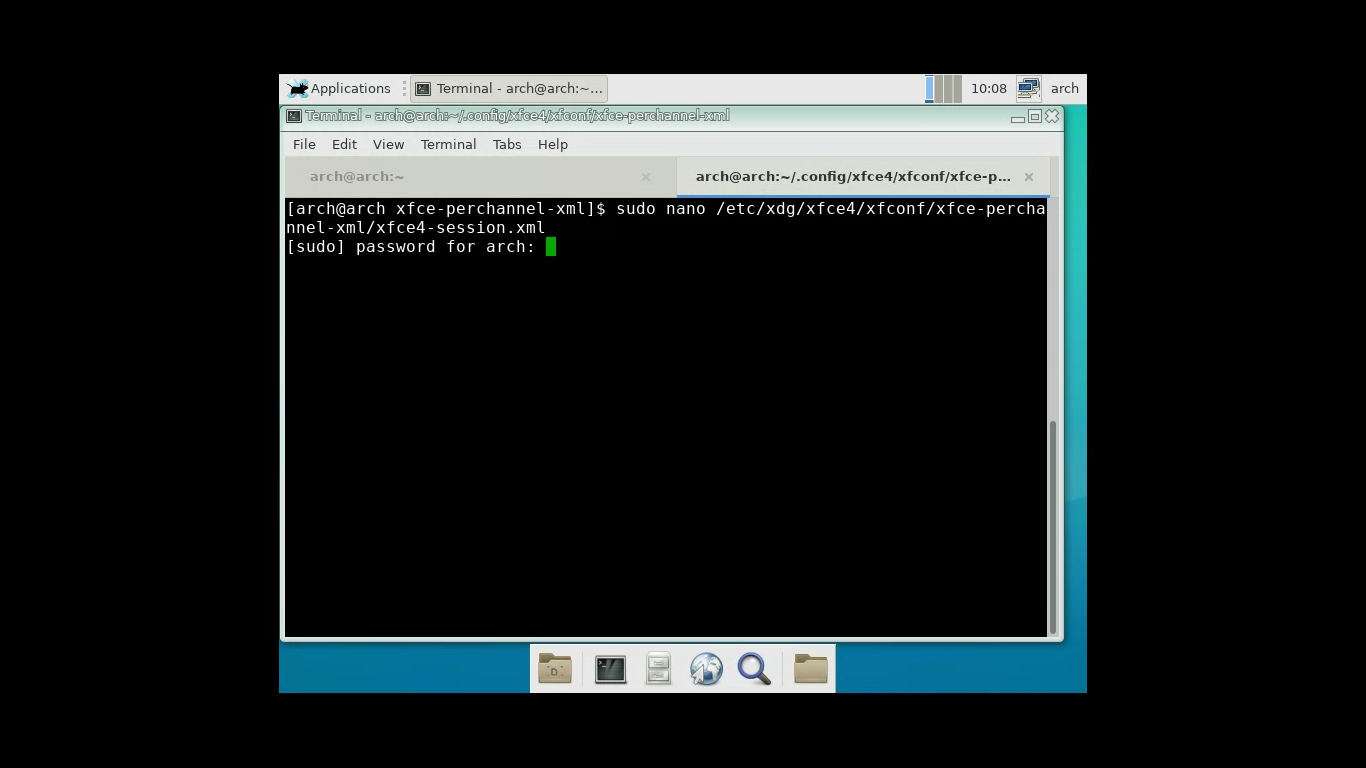 Applications
Terminal - arch@arch:~...
10:08
arch
Terminal - arch@arch:~/.config/xfce4/xfconf/xfce-perchannel-xml
File Edit View Terminal Tabs Help
arch@arch:~
arch@arch:~/.config/xfce4/xfconf/xfce-p...
[arch@arch xfce-perchannel-xml]$ sudo nano /etc/xdg/xfce4/xfconf/xfce-percha
nnel-xml/xfce4-session.xml
[sudo] password for arch: